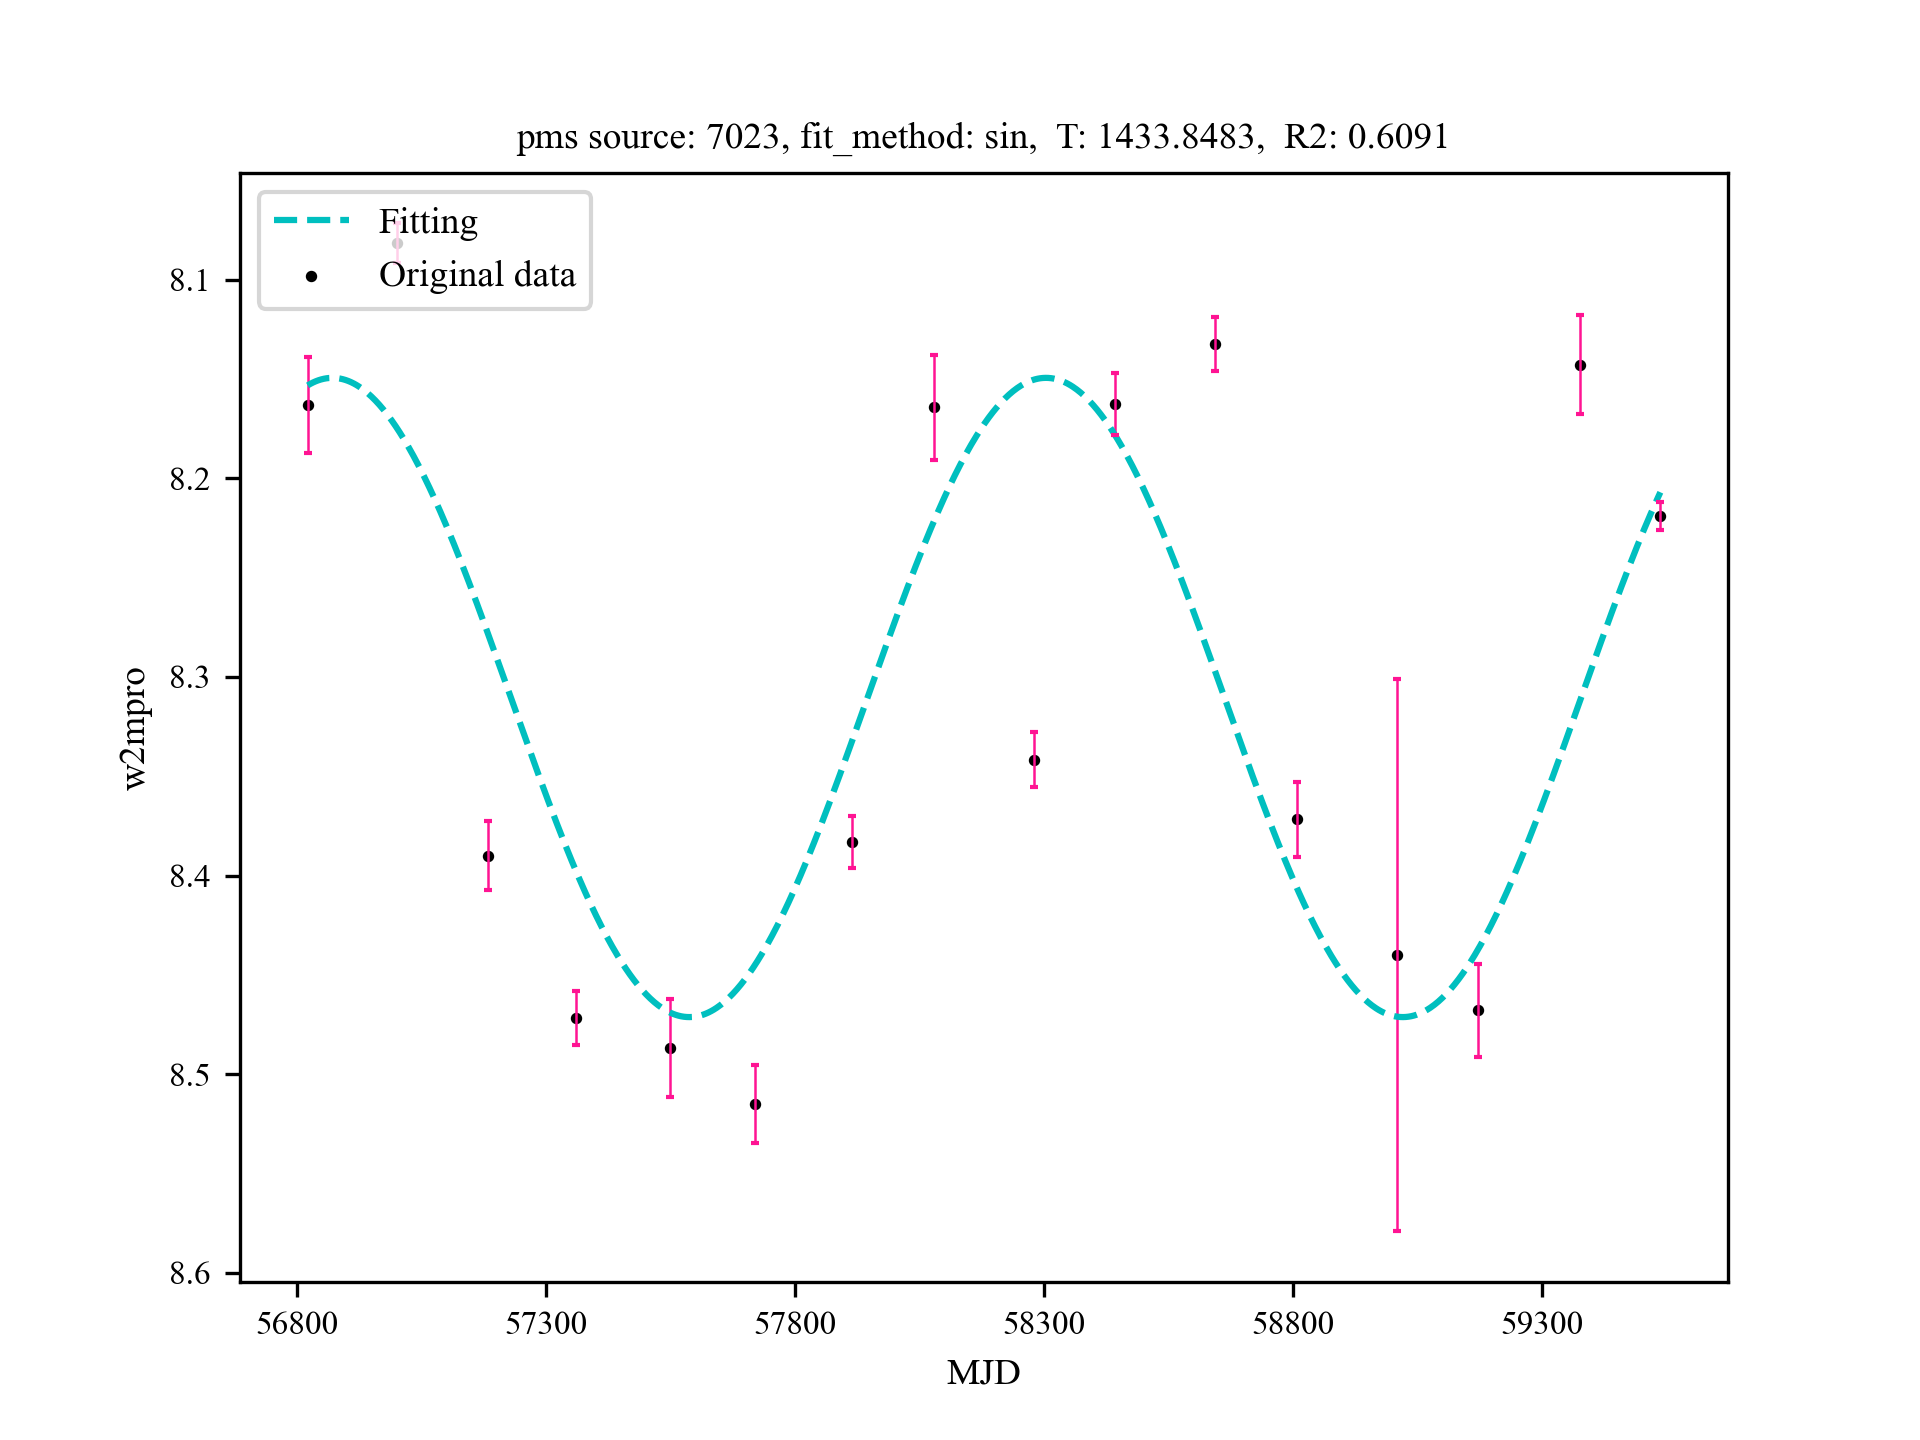 pms source: 7023, fit_method: sin,  T: 1433.8483,  R2: 0.6091
Fitting
Original data
8.1
8.2
8.3
8.4
8.5
8.6
w2mpro
56800 57300 57800 58300 58800 59300
MJD